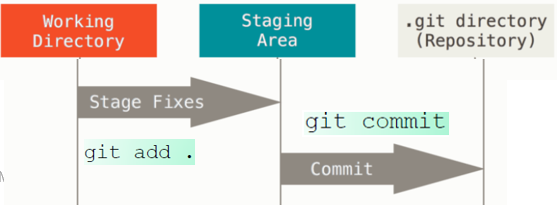 Working
Directory
Staging
Area
.git directory
(Repository)
Stage Fixes
git commit
git add .
Commit